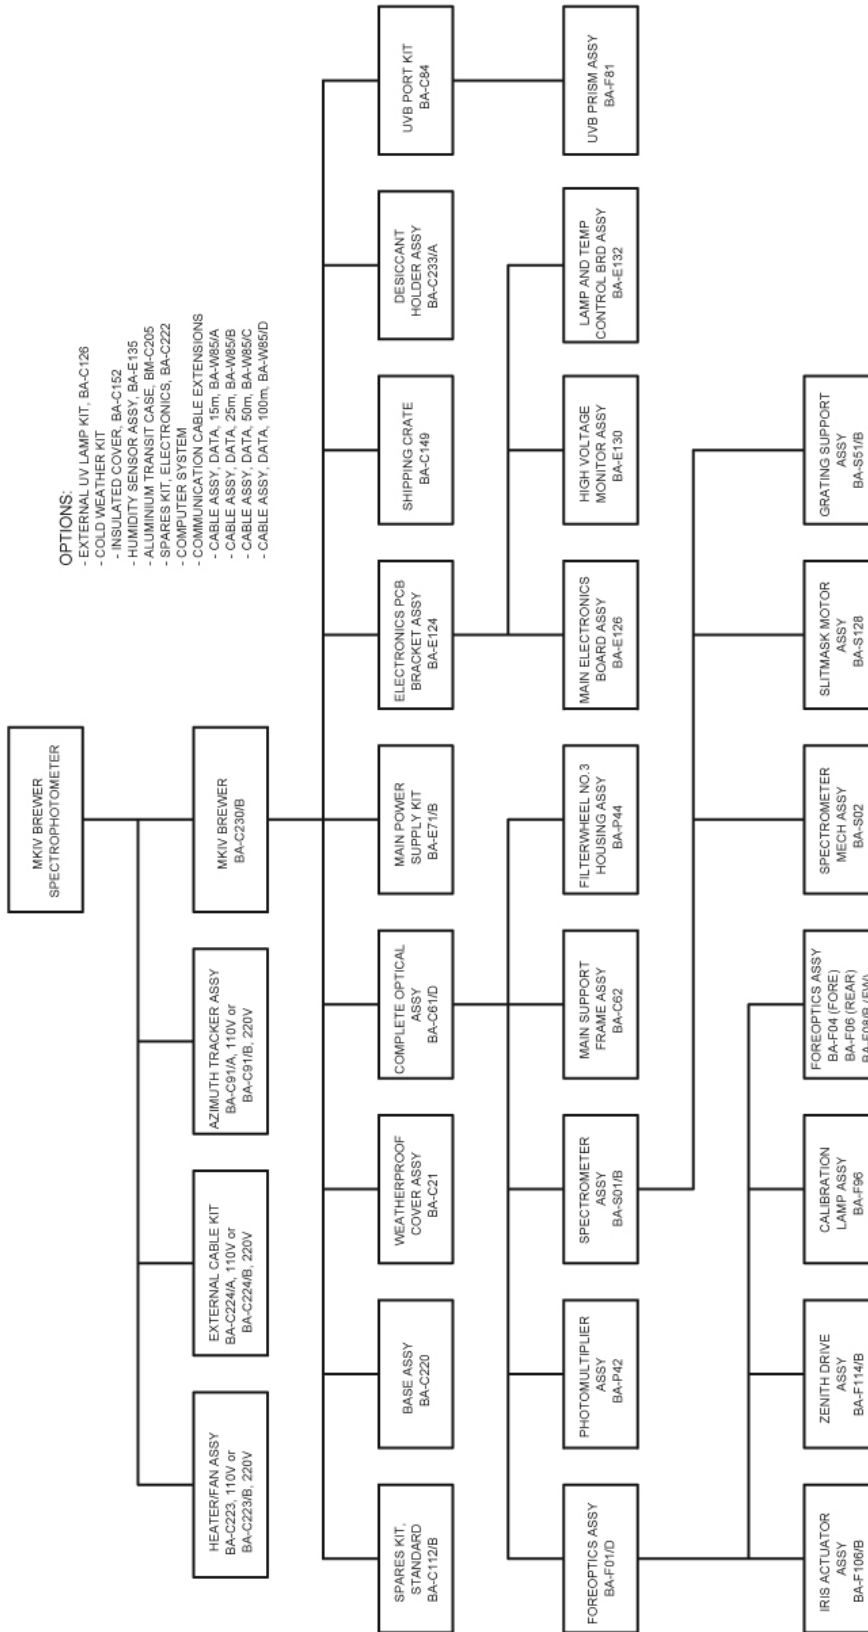 MKIV BREWER
SPECTROPHOTOMETER
OPTIONS:
- EXTERNAL UV LAMP KIT, BA-C126
- COLD WEATHER KIT
- INSULATED COVER, BA-C152
- HUMIDITY SENSOR ASSY, BA-E135
- ALUMINIUM TRANSIT CASE, BM-C205
- SPARES KIT, ELECTRONICS, BA-C222
- COMPUTER SYSTEM
- COMMUNICATION CABLE EXTENSIONS
- CABLE ASSY, DATA, 15m, BA-W85/A
- CABLE ASSY, DATA, 25m, BA-W85/B
- CABLE ASSY, DATA, 50m, BA-W85/C
- CABLE ASSY, DATA, 100m, BA-W85/D
HEATER/FAN ASSY
BA-C223, 110V or
BA-C223/B, 220V
EXTERNAL CABLE KIT
BA-C224/A, 110V or
BA-C224/B, 220V
AZIMUTH TRACKER ASSY
BA-C91/A, 110V or
BA-C91/B, 220V
MKIV BREWER
BA-C230/B
SPARES KIT,
STANDARD
BA-C112/B
BASE ASSY
BA-C220
WEATHERPROOF
COVER ASSY
BA-C21
COMPLETE OPTICAL
ASSY
BA-C61/D
MAIN POWER
SUPPLY KIT
BA-E71/B
ELECTRONICS PCB
BRACKET ASSY
BA-E124
SHIPPING CRATE
BA-C149
DESICCANT
HOLDER ASSY
BA-C233/A
UVB PORT KIT
BA-C84
FOREOPTICS ASSY
BA-F01/D
PHOTOMULTIPLIER
ASSY
BA-P42
SPECTROMETER
ASSY
BA-S01/B
MAIN SUPPORT
FRAME ASSY
BA-C62
FILTERWHEEL NO.3
HOUSING ASSY
BA-P44
MAIN ELECTRONICS
BOARD ASSY
BA-E126
HIGH VOLTAGE
MONITOR ASSY
BA-E130
LAMP AND TEMP
CONTROL BRD ASSY
BA-E132
UVB PRISM ASSY
BA-F81
IRIS ACTUATOR
ASSY
BA-F106/B
ZENITH DRIVE
ASSY
BA-F114/B
CALIBRATION
LAMP ASSY
BA-F96
FOREOPTICS ASSY
BA-F04 (FORE)
BA-F06 (REAR)
SPECTROMETER
MECH ASSY
BA-S02
SLITMASK MOTOR
ASSY
BA-S128
GRATING SUPPORT
ASSY
BA-S51/B